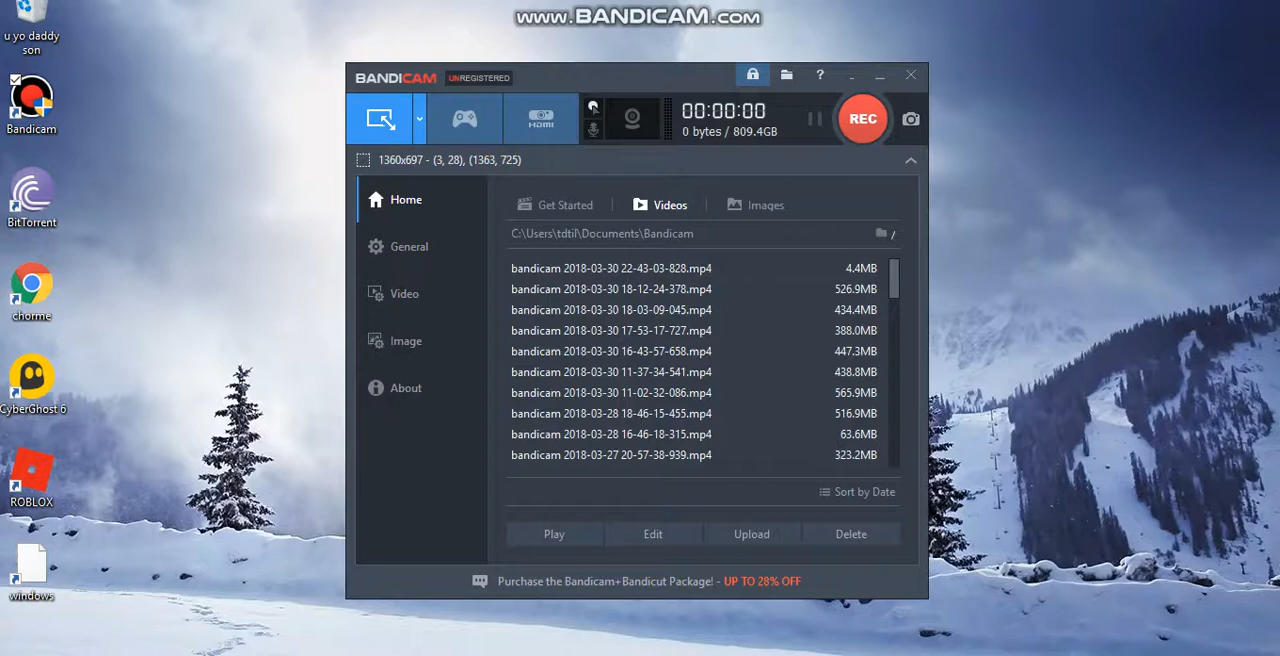 www.BANDICAM.com
u yo daddy
son
Bandicam
BitTorrent
chorme
CyberGhost 6
ROBLOX
windows
BANDICAM UNREGISTERED
?
HDMI
00:00:00
0 bytes / 809.4GB
REC
1360x697 - (3, 28), (1363, 725)
Home
General
Video
Image
About
Get Started
Videos
Images
C:\Users\tdtil\Documents\Bandicam
/
bandicam 2018-03-30 22-43-03-828.mp4 4.4MB
bandicam 2018-03-30 18-12-24-378.mp4 526.9MB
bandicam 2018-03-30 18-03-09-045.mp4 434.4MB
bandicam 2018-03-30 17-53-17-727.mp4 388.0MB
bandicam 2018-03-30 16-43-57-658.mp4 447.3MB
bandicam 2018-03-30 11-37-34-541.mp4 438.8MB
bandicam 2018-03-30 11-02-32-086.mp4 565.9MB
bandicam 2018-03-28 18-46-15-455.mp4 516.9MB
bandicam 2018-03-28 16-46-18-315.mp4 63.6MB
bandicam 2018-03-27 20-57-38-939.mp4 323.2MB
Sort by Date
Play
Edit
Upload
Delete
Purchase the Bandicam+Bandicut Package! - UP TO 28% OFF